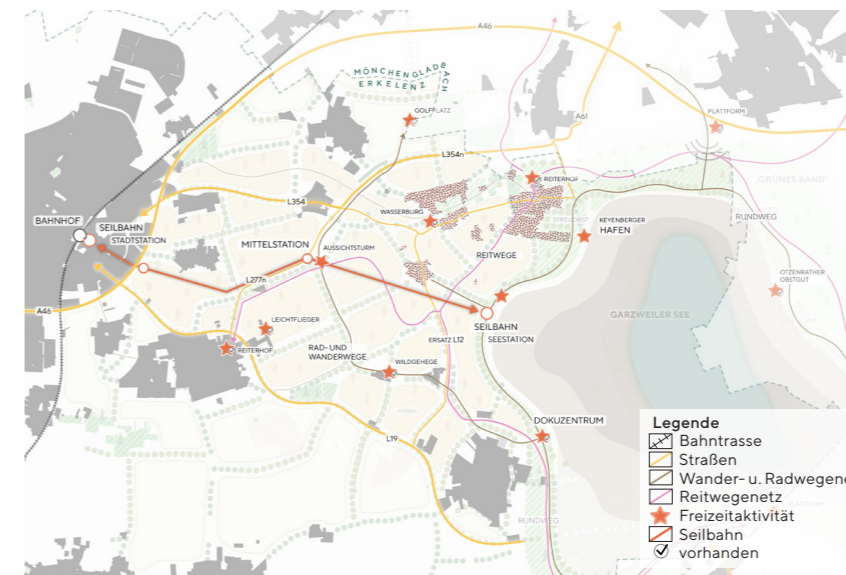 A46
MÖNCHENGLADBACH
ERKELENZ
GOLFPLATZ
PLATTFORM
A61
L354n
REITERHOF
GRÜNES BAND
L354
WASSERBURG
STREUOBST
KEYENBERGER
HAFEN
RUNDWEG
BAHNHOF
SEILBAHN
STADTSTATION
MITTELSTATION
AUSSICHTSTURM
REITWEGE
L277n
OTZENRATHER
OBSTGUT
A46
GARZWEILER SEE
LEICHTFLIEGER
SEILBAHN
SEESTATION
REITERHOF
RAD- UND
WANDERWEGE
ERSATZ L12
WILDGEHEGE
DOKUZENTRUM
L19
RUNDWEG
PLATTFORM
Legende
Bahntrasse
Straßen
Wander- u. Radwegene
Reitwegenetz
Freizeitaktivität
Seilbahn
vorhanden